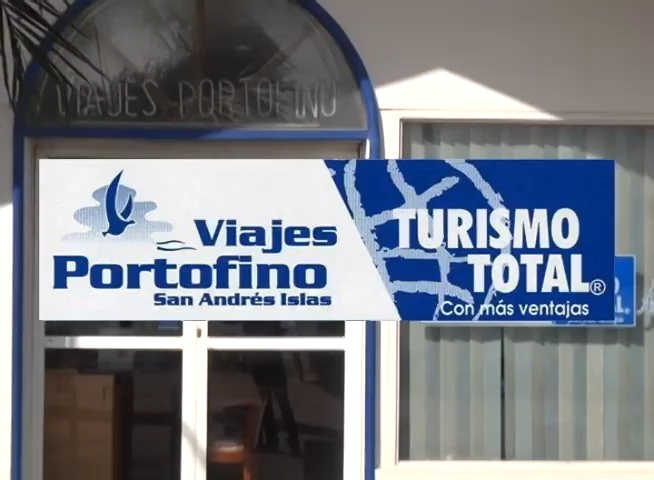 VIAJES PORTOFINO
Viajes
Portofino
San Andrés Islas
TURISMO
TOTAL®
Con más ventajas